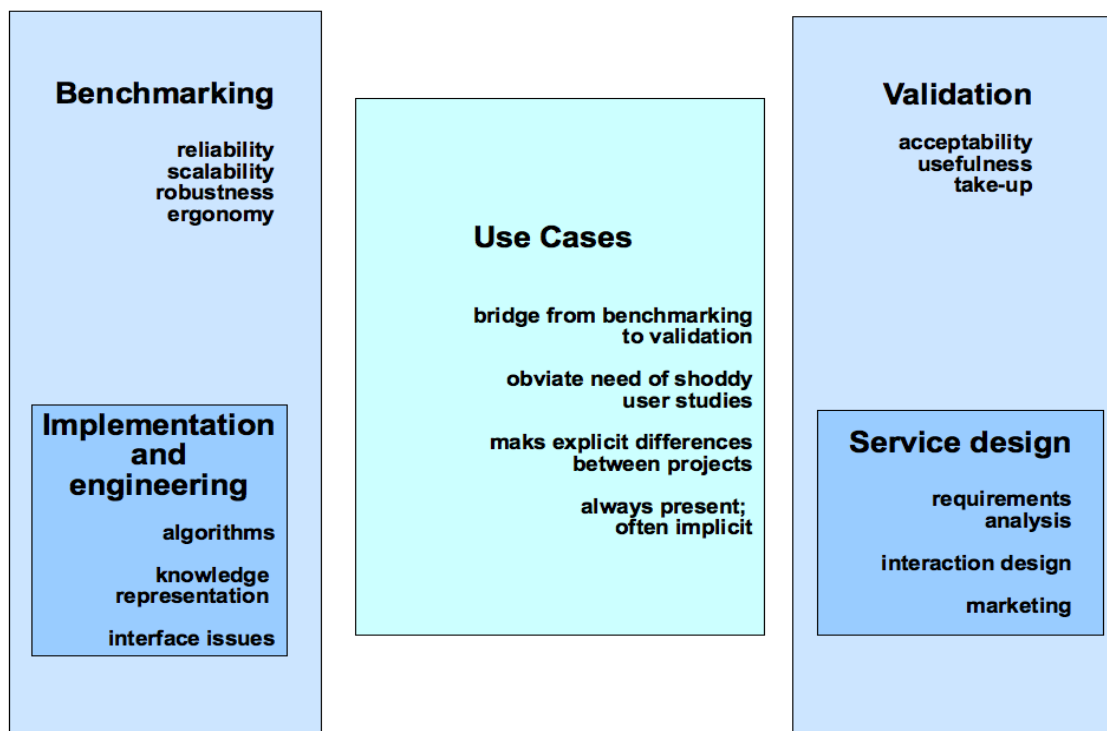 Benchmarking
reliability
scalability
robustness
ergonomy
Implementation
and
engineering
algorithms
knowledge
representation
interface issues
Use Cases
bridge from benchmarking
to validation
obviate need of shoddy
user studies
maks explicit differences
between projects
always present;
often implicit
Validation
acceptability
usefulness
take-up
Service design
requirements
analysis
interaction design
marketing